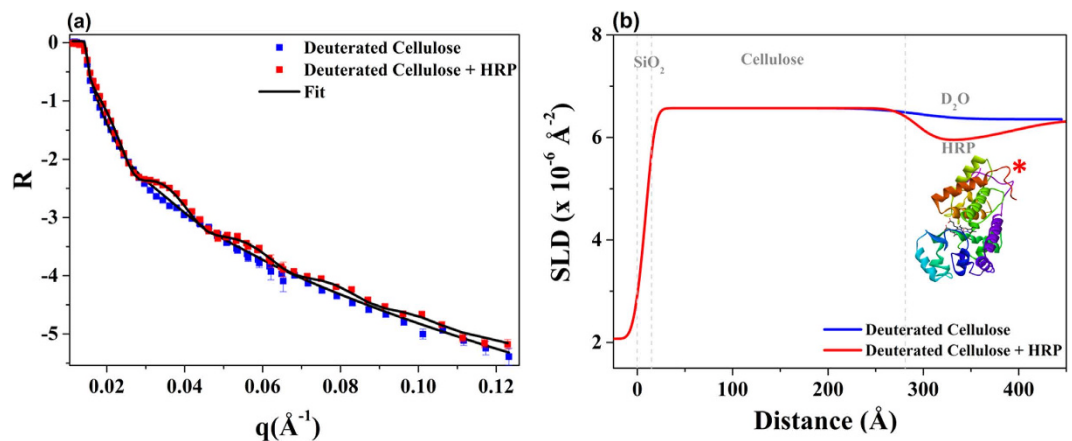 (a)
Deuterated Cellulose
Deuterated Cellulose + HRP
Fit
R
0
-1
-2
-3
-4
-5
0.02 0.04 0.06 0.08 0.10 0.12
q(Å⁻¹)
(b)
SiO₂
Cellulose
D₂O
HRP
*
SLD (x 10⁻⁶ Å⁻²)
8
6
4
2
Deuterated Cellulose
Deuterated Cellulose + HRP
0 100 200 300 400
Distance (Å)